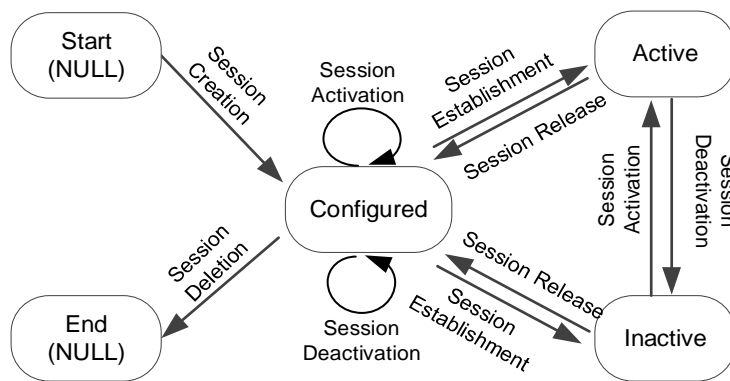 Start
(NULL)
Session
Creation
Session
Activation
Session
Establishment
Session Release
Active
Configured
Session
Activation
Session
Deactivation
Session
Deletion
Session Release
Session
Establishment
Session
Deactivation
End
(NULL)
Inactive